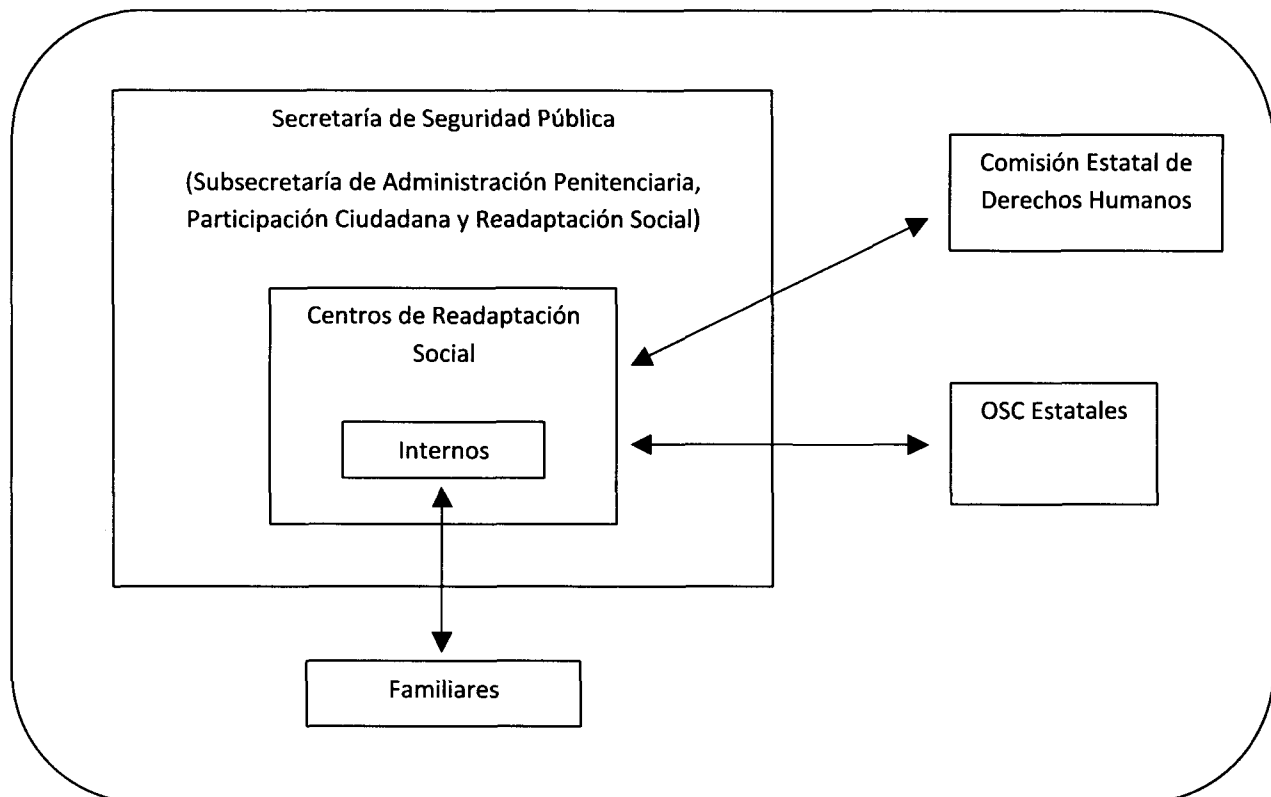 Secretaría de Seguridad Pública
(Subsecretaría de Administración Penitenciaria,
Participación Ciudadana y Readaptación Social)
Centros de Readaptación
Social
Internos
Familiares
Comisión Estatal de
Derechos Humanos
OSC Estatales